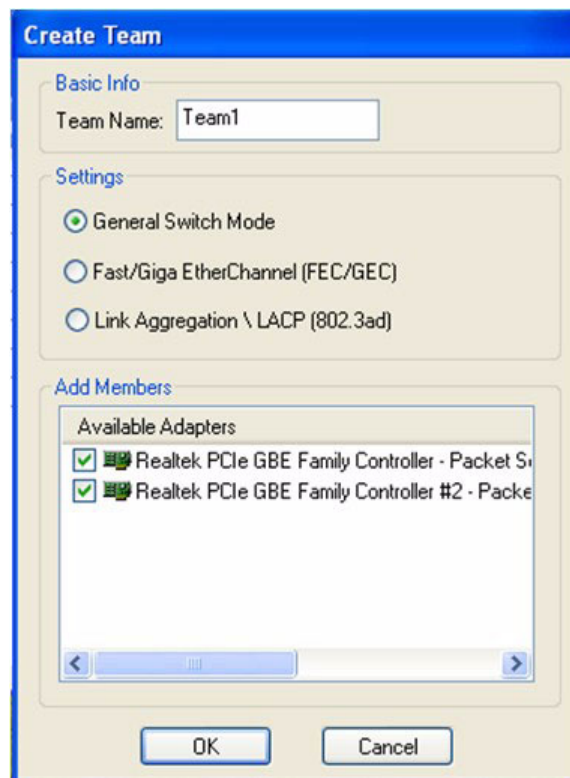 Create Team
Basic Info
Team Name: Team1
Settings
General Switch Mode
Fast/Giga EtherChannel (FEC/GEC)
Link Aggregation \ LACP (802.3ad)
Add Members
Available Adapters
Realtek PCIe GBE Family Controller - Packet
Realtek PCIe GBE Family Controller #2 -
OK Cancel